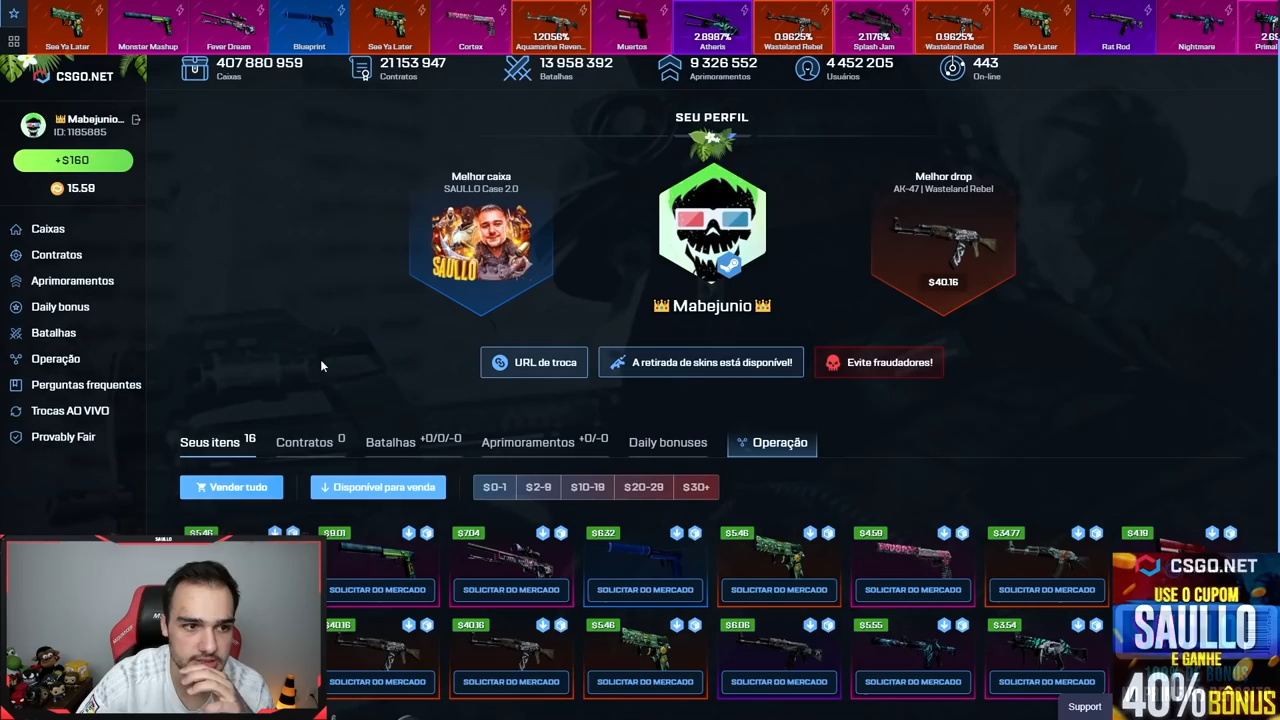 See Ya Later
Monster Mashup
Fever Dream
Blueprint
See Ya Later
Cortex
1.2056%
Aquamarine Reven...
Muertos
2.8987%
Atheris
0.9625%
Wasteland Rebel
2.1176%
Splash Jam
0.9625%
Wasteland Rebel
See Ya Later
Rat Rod
Nightmare
Primal
CSGO.NET
407 880 959
Caixas
21 153 947
Contratos
13 958 392
Batalhas
9 326 552
Aprimoramentos
4 452 205
Usuários
443
On-line
Mabejunio...
ID: 1185885
+$160
15.59
Caixas
Contratos
Aprimoramentos
Daily bonus
Batalhas
Operação
Perguntas frequentes
Trocas AO VIVO
Provably Fair
SEU PERFIL
Melhor caixa
SAULLO Case 2.0
SAULLO
Mabejunio
Melhor drop
AK-47 | Wasteland Rebel
$40.16
URL de troca
A retirada de skins está disponível!
Evite fraudadores!
Seus itens 16
Contratos 0
Batalhas +0/0/-0
Aprimoramentos +0/-0
Daily bonuses
Operação
Vender tudo
Disponível para venda
$0-1
$2-9
$10-19
$20-29
$30+
$5.46
$9.01
$7.04
$6.32
$5.46
$4.59
$34.77
$4.19
SOLICITAR DO MERCADO
SOLICITAR DO MERCADO
SOLICITAR DO MERCADO
SOLICITAR DO MERCADO
SOLICITAR DO MERCADO
SOLICITAR DO MERCADO
$40.16
$40.16
$5.46
$6.06
$5.55
$3.54
SOLICITAR DO MERCADO
SOLICITAR DO MERCADO
SOLICITAR DO MERCADO
SOLICITAR DO MERCADO
SOLICITAR DO MERCADO
SOLICITAR DO MERCADO
SAULLO
CSGO.NET
USE O CUPOM
SAULLO
E GANHE
40% BÔNUS
Support